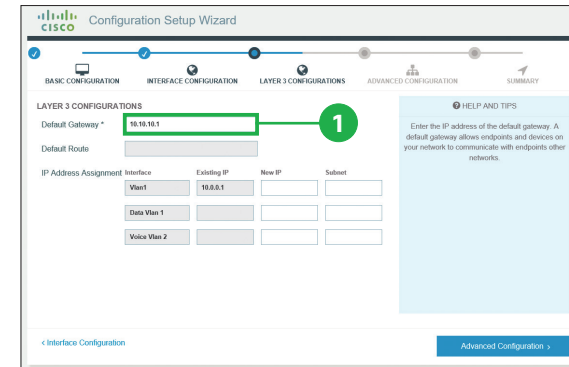 CISCO Configuration Setup Wizard
BASIC CONFIGURATION INTERFACE CONFIGURATION LAYER 3 CONFIGURATIONS ADVANCED CONFIGURATION SUMMARY
LAYER 3 CONFIGURATIONS
Default Gateway * 10.10.10.1
1
Default Route
IP Address Assignment Interface Existing IP New IP Subnet
Vlan1 10.0.0.1
Data Vlan 1
Voice Vlan 2
HELP AND TIPS
Enter the IP address of the default gateway. A
default gateway allows endpoints and devices on
your network to communicate with endpoints other
networks.
< Interface Configuration
Advanced Configuration >